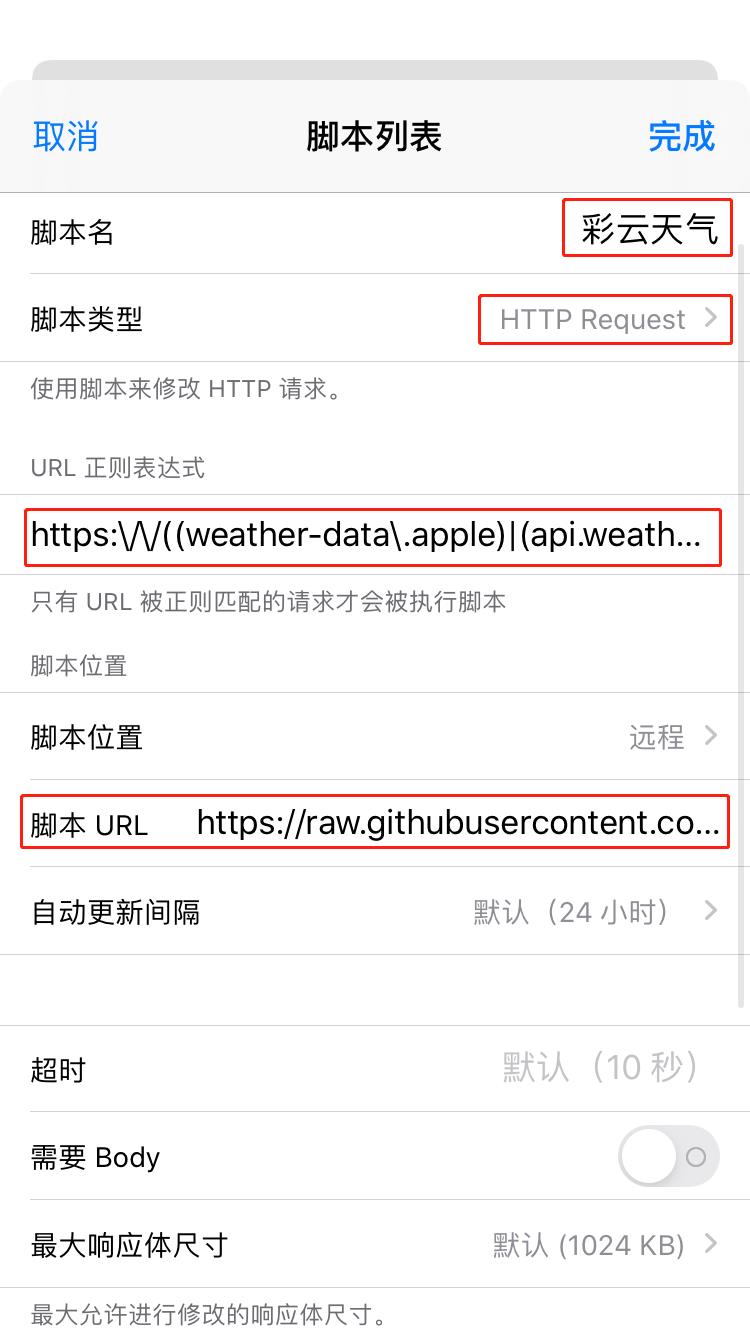 取消 脚本列表 完成
脚本名 彩云天气
脚本类型 HTTP Request
使用脚本来修改 HTTP 请求。
URL 正则表达式
https:\/\/((weather-data\.apple)|(api.weath...
只有 URL 被正则匹配的请求才会被执行脚本
脚本位置
脚本位置 远程
脚本 URL https://raw.githubusercontent.co...
自动更新间隔 默认（24 小时）
超时 默认（10 秒）
需要 Body
最大响应体尺寸 默认 (1024 KB)
最大允许进行修改的响应体尺寸。